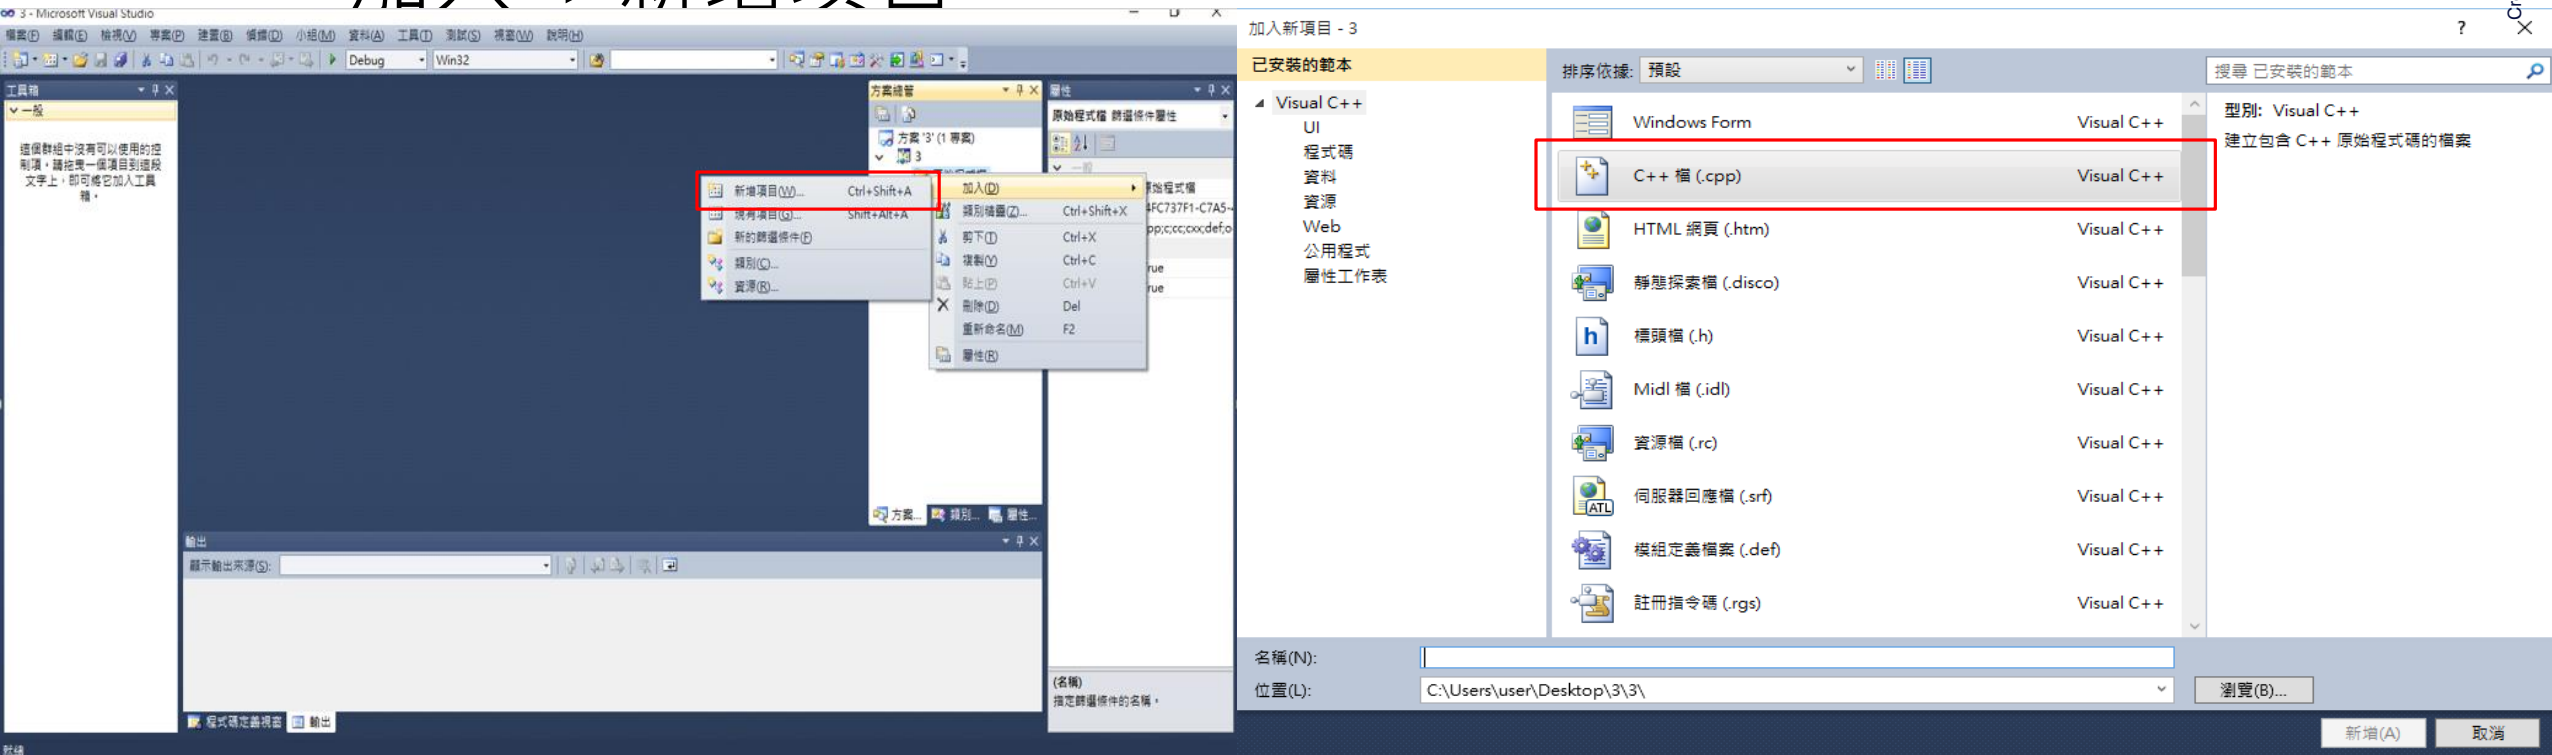 加入→新增項目
3 - Microsoft Visual Studio
檔案(F) 編輯(E) 檢視(V) 專案(P) 建置(B) 偵錯(D) 小組(M) 資料(A) 工具(T) 測試(S) 視窗(W) 說明(H)
Debug Win32
工具箱
一般
這個群組中沒有可以使用的控
制項。請拖曳一個項目到這段
文字上，即可將它加入工具
箱。
方案總管
方案 '3' (1 專案)
3
新增項目(W)... Ctrl+Shift+A
現有項目(G)... Shift+Alt+A
新的篩選條件(F)
類別(C)...
資源(R)...
加入(D)
類別精靈(Z)... Ctrl+Shift+X
剪下(T) Ctrl+X
複製(Y) Ctrl+C
貼上(P) Ctrl+V
刪除(D) Del
重新命名(M) F2
屬性(R)
屬性
原始程式檔 篩選條件屬性
一般
原始程式檔
4FC737F1-C7A5-
pp;c;cc;cxx;def;o
rue
rue
方案... 類別... 屬性...
輸出
顯示輸出來源(S):
程式碼定義視窗 輸出
(名稱)
指定篩選條件的名稱。
就緒
加入新項目 - 3
已安裝的範本
Visual C++
UI
程式碼
資料
資源
Web
公用程式
屬性工作表
排序依據: 預設
搜尋 已安裝的範本
Windows Form Visual C++
C++ 檔 (.cpp) Visual C++
HTML 網頁 (.htm) Visual C++
靜態探索檔 (.disco) Visual C++
標頭檔 (.h) Visual C++
Midl 檔 (.idl) Visual C++
資源檔 (.rc) Visual C++
伺服器回應檔 (.srf) Visual C++
模組定義檔案 (.def) Visual C++
註冊指令碼 (.rgs) Visual C++
型別: Visual C++
建立包含 C++ 原始程式碼的檔案
名稱(N):
位置(L): C:\Users\user\Desktop\3\3\
瀏覽(B)...
新增(A) 取消